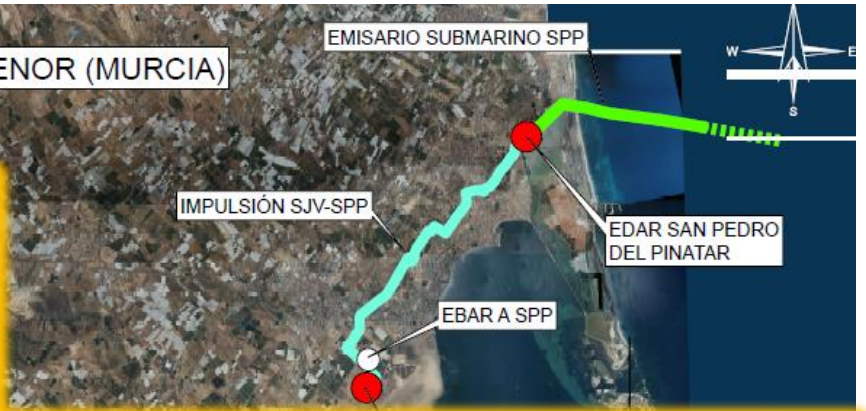 EMISARIO SUBMARINO SPP
ENOR (MURCIA)
W
E
S
IMPULSIÓN SJV-SPP
EDAR SAN PEDRO
DEL PINATAR
EBAR A SPP